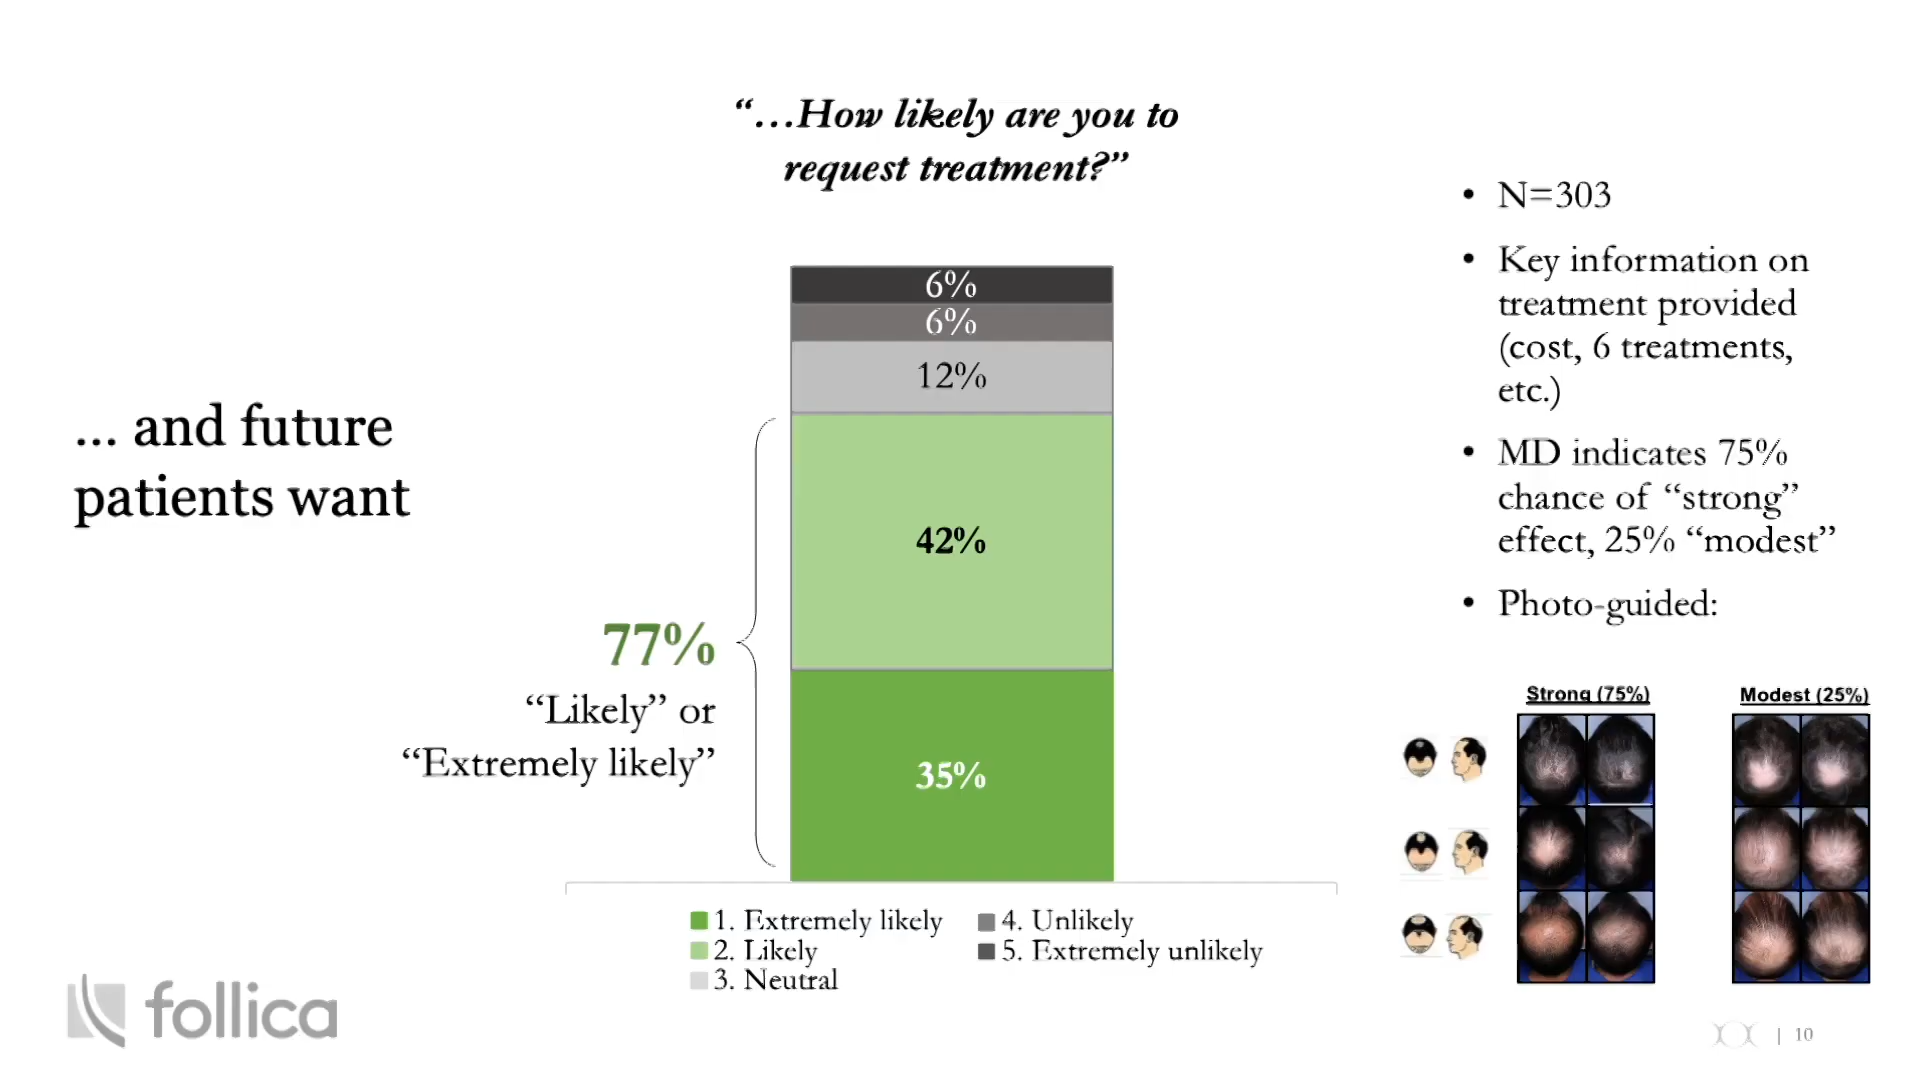 “…How likely are you to
request treatment?”
... and future
patients want
6%
6%
12%
42%
35%
77%
“Likely” or
“Extremely likely”
1. Extremely likely
2. Likely
3. Neutral
4. Unlikely
5. Extremely unlikely
• N=303
• Key information on
treatment provided
(cost, 6 treatments,
etc.)
• MD indicates 75%
chance of “strong”
effect, 25% “modest”
• Photo-guided:
Strong (75%)
Modest (25%)
follica
| 10